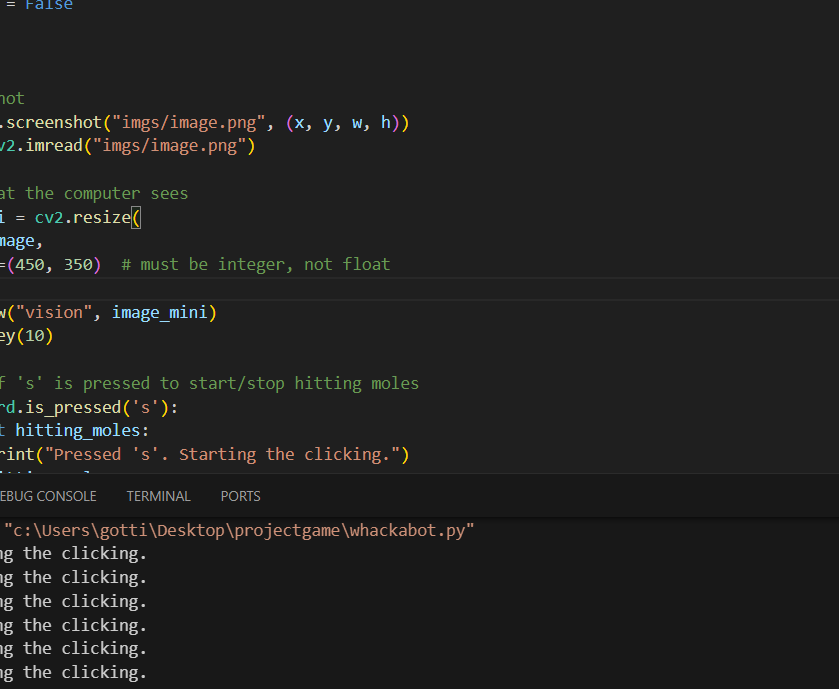 = False
hot
.screenshot("imgs/image.png", (x, y, w, h))
v2.imread("imgs/image.png")
at the computer sees
i = cv2.resize(
mage,
=(450, 350)  # must be integer, not float
w("vision", image_mini)
ey(10)
f 's' is pressed to start/stop hitting moles
rd.is_pressed('s'):
t hitting_moles:
rint("Pressed 's'. Starting the clicking.")
EBUG CONSOLE TERMINAL PORTS
"c:\Users\gotti\Desktop\projectgame\whackabot.py"
ng the clicking.
ng the clicking.
ng the clicking.
ng the clicking.
ng the clicking.
ng the clicking.